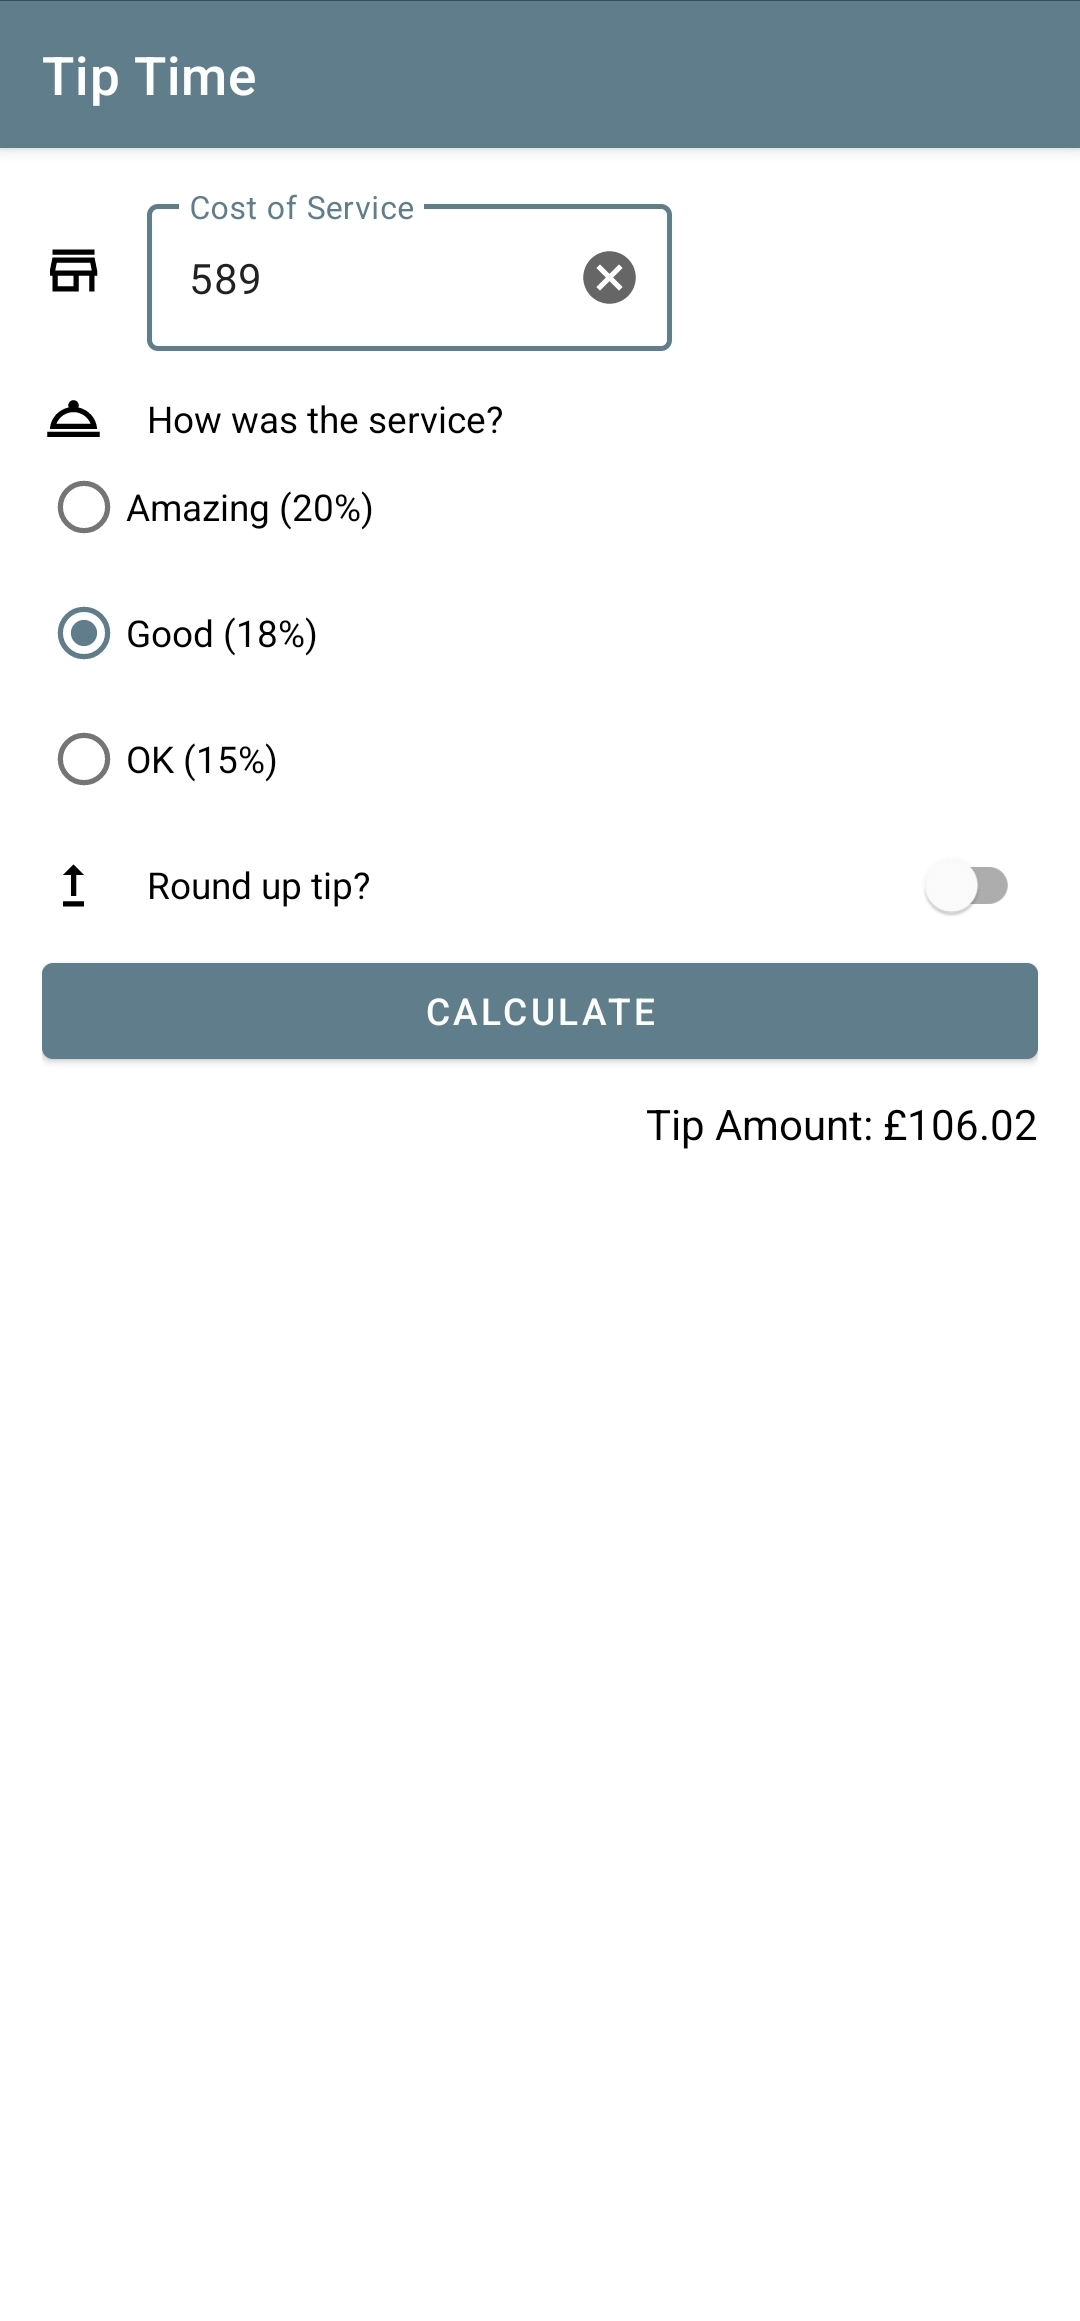 Tip Time
Cost of Service
589
How was the service?
Amazing (20%)
Good (18%)
OK (15%)
Round up tip?
CALCULATE
Tip Amount: £106.02